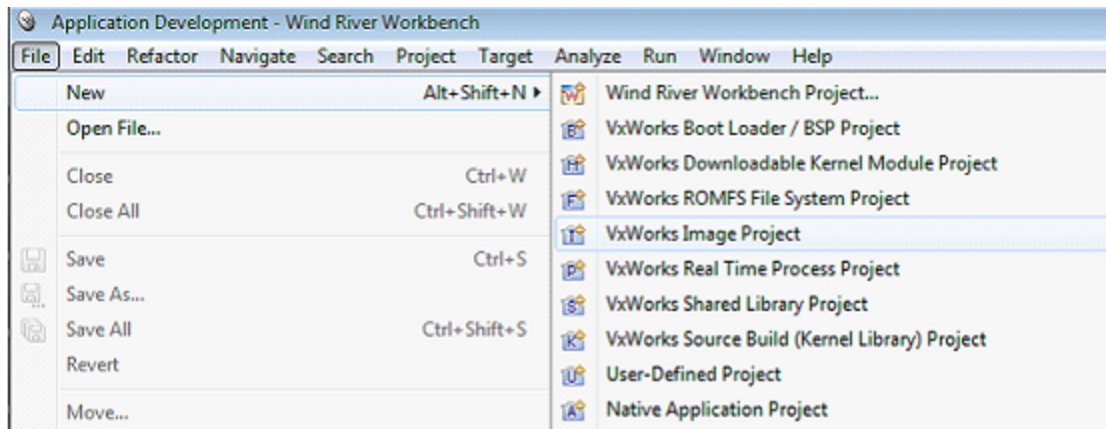 Application Development - Wind River Workbench
File Edit Refactor Navigate Search Project Target Analyze Run Window Help
New Alt+Shift+N
Open File...
Close Ctrl+W
Close All Ctrl+Shift+W
Save Ctrl+S
Save As...
Save All Ctrl+Shift+S
Revert
Move...
Wind River Workbench Project...
VxWorks Boot Loader / BSP Project
VxWorks Downloadable Kernel Module Project
VxWorks ROMFS File System Project
VxWorks Image Project
VxWorks Real Time Process Project
VxWorks Shared Library Project
VxWorks Source Build (Kernel Library) Project
User-Defined Project
Native Application Project